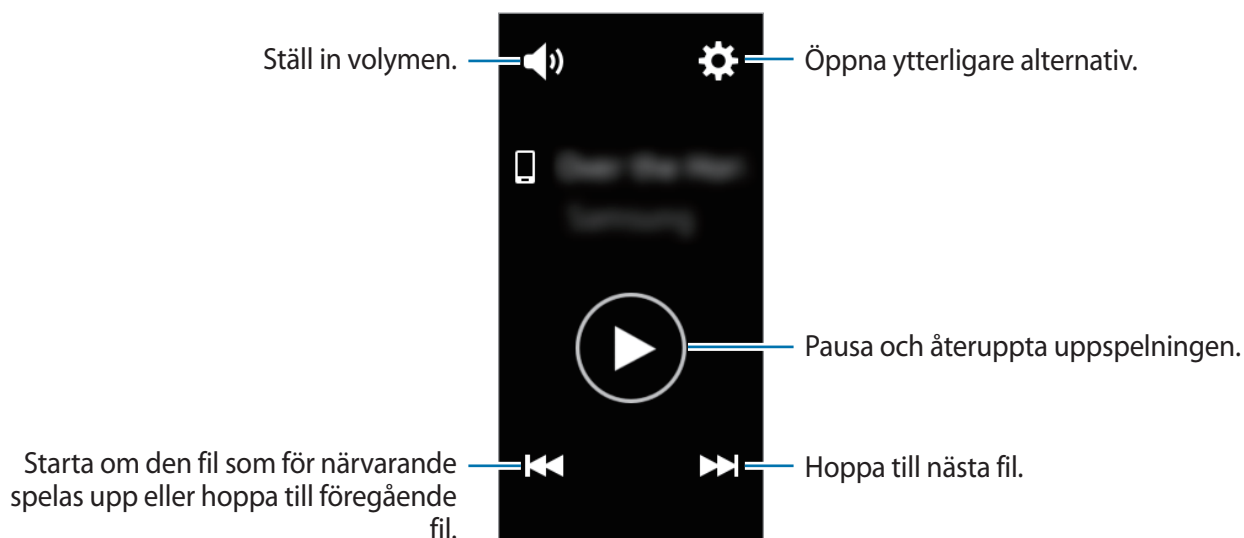 Ställ in volymen.
Öppna ytterligare alternativ.
Pausa och återuppta uppspelningen.
Starta om den fil som för närvarande
spelas upp eller hoppa till föregående
fil.
Hoppa till nästa fil.